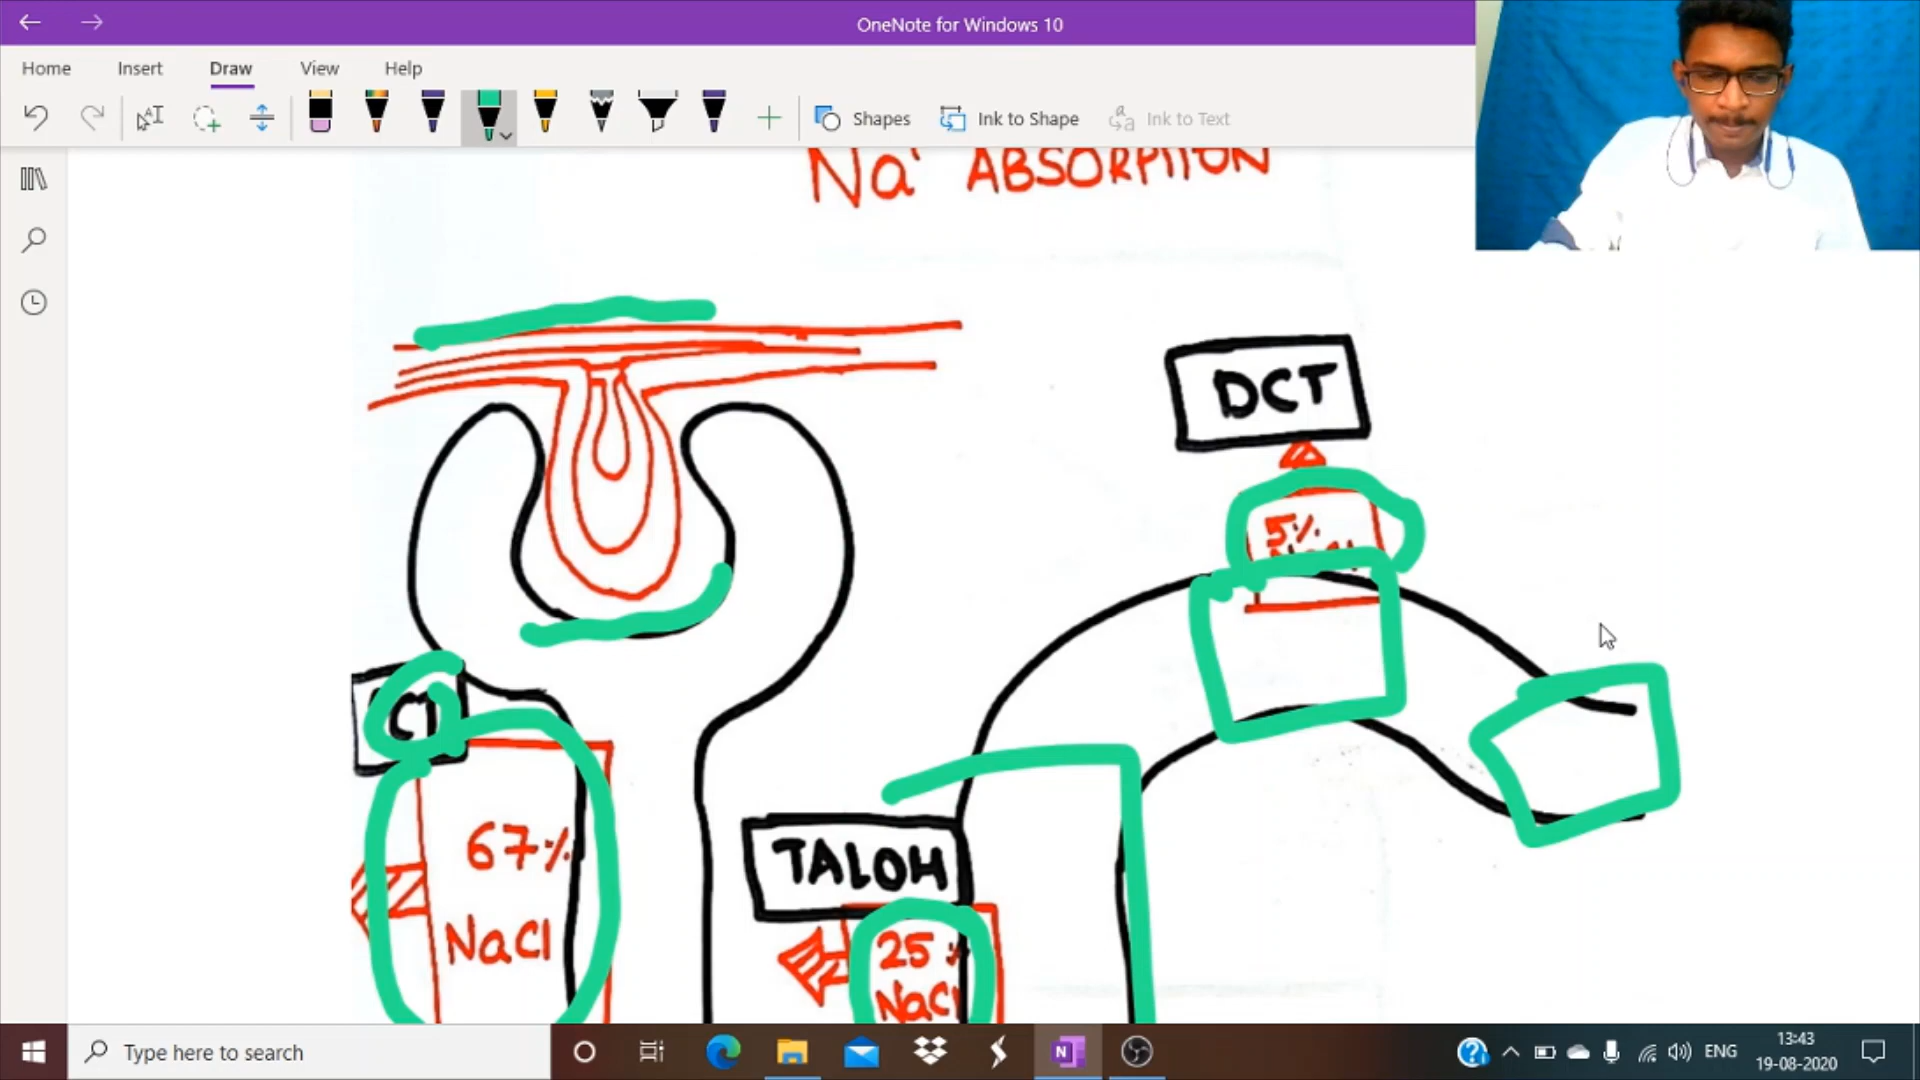 OneNote for Windows 10
Home Insert Draw View Help
Shapes Ink to Shape Ink to Text
Na⁺ ABSORPTION
DCT
5%
67%
NaCl
TALOH
25%
NaCl
Type here to search
ENG
13:43
19-08-2020